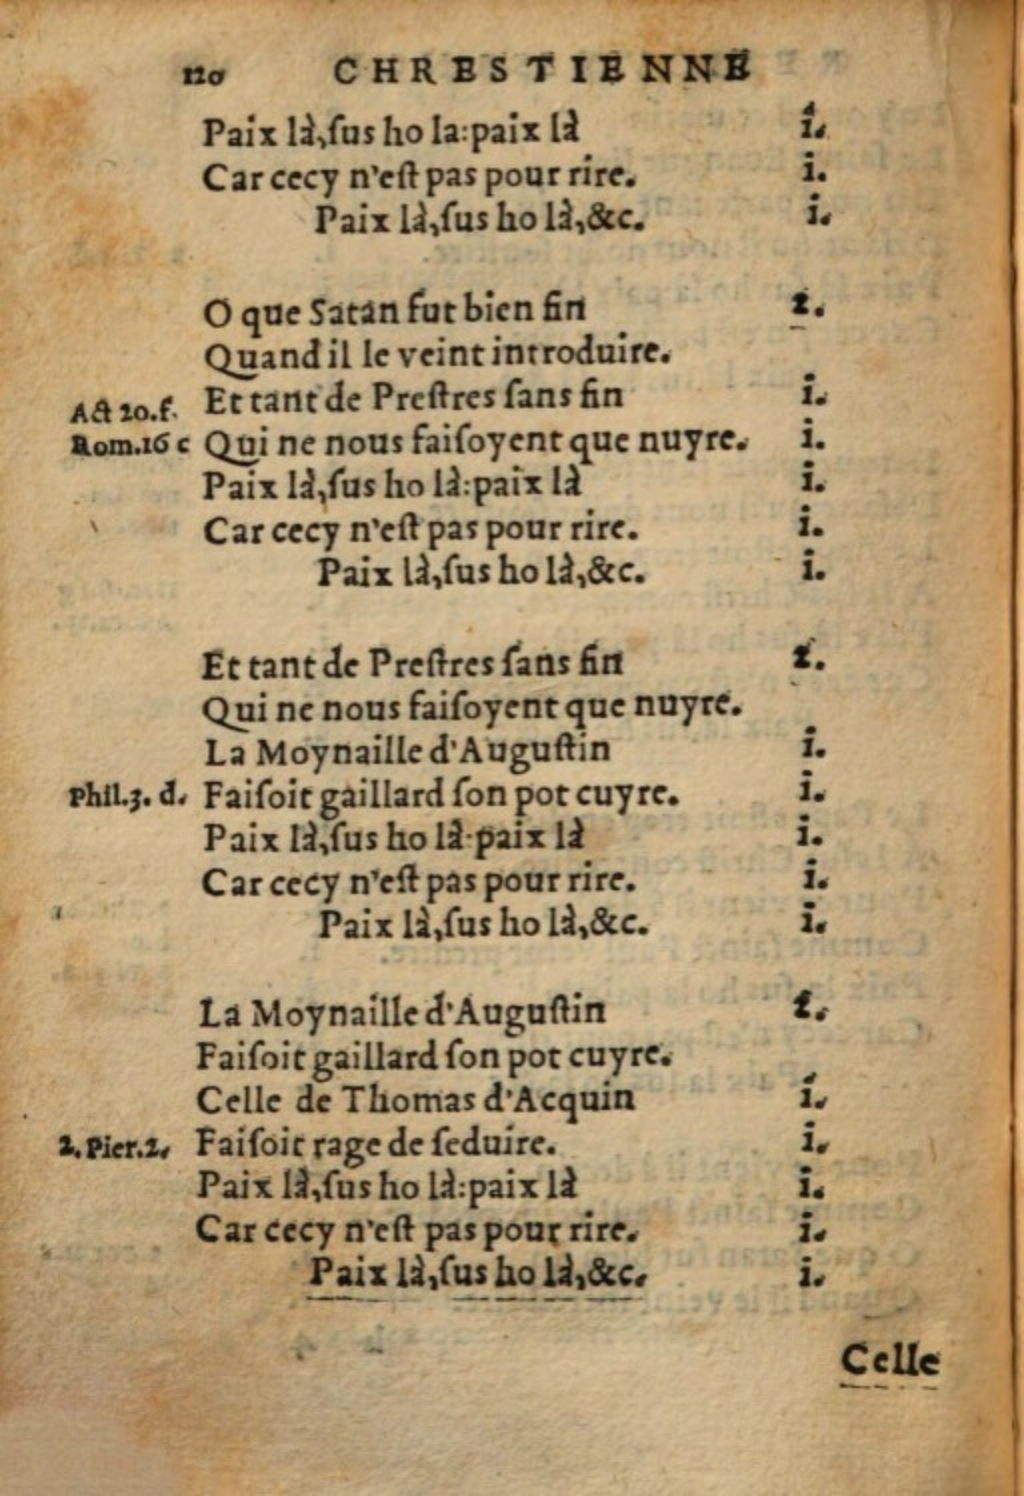 120 CHRESTIENNE
Paix là,ſus ho la:paix là i.
Car cecy n'eſt pas pour rire. i.
Paix là,ſus ho là,&c. i.
O que Satan fut bien fin 2.
Quand il le veint introduire.
Et tant de Preſtres ſans fin i.
Act 20.f.
Rom.16 c Qui ne nous faiſoyent que nuyre. i.
Paix là,ſus ho là:paix là i.
Car cecy n'eſt pas pour rire. i.
Paix là,ſus ho là,&c. i.
Et tant de Preſtres ſans fin 2.
Qui ne nous faiſoyent que nuyre.
La Moynaille d'Auguſtin i.
Phil.3. d. Faiſoit gaillard ſon pot cuyre. i.
Paix là,ſus ho là:paix là i.
Car cecy n'eſt pas pour rire. i.
Paix là,ſus ho là,&c. i.
La Moynaille d'Auguſtin 2.
Faiſoit gaillard ſon pot cuyre.
Celle de Thomas d'Acquin i.
2.Pier.2. Faiſoit rage de ſeduire. i.
Paix là,ſus ho là:paix là i.
Car cecy n'eſt pas pour rire. i.
Paix là,ſus ho là,&c. i.
Celle